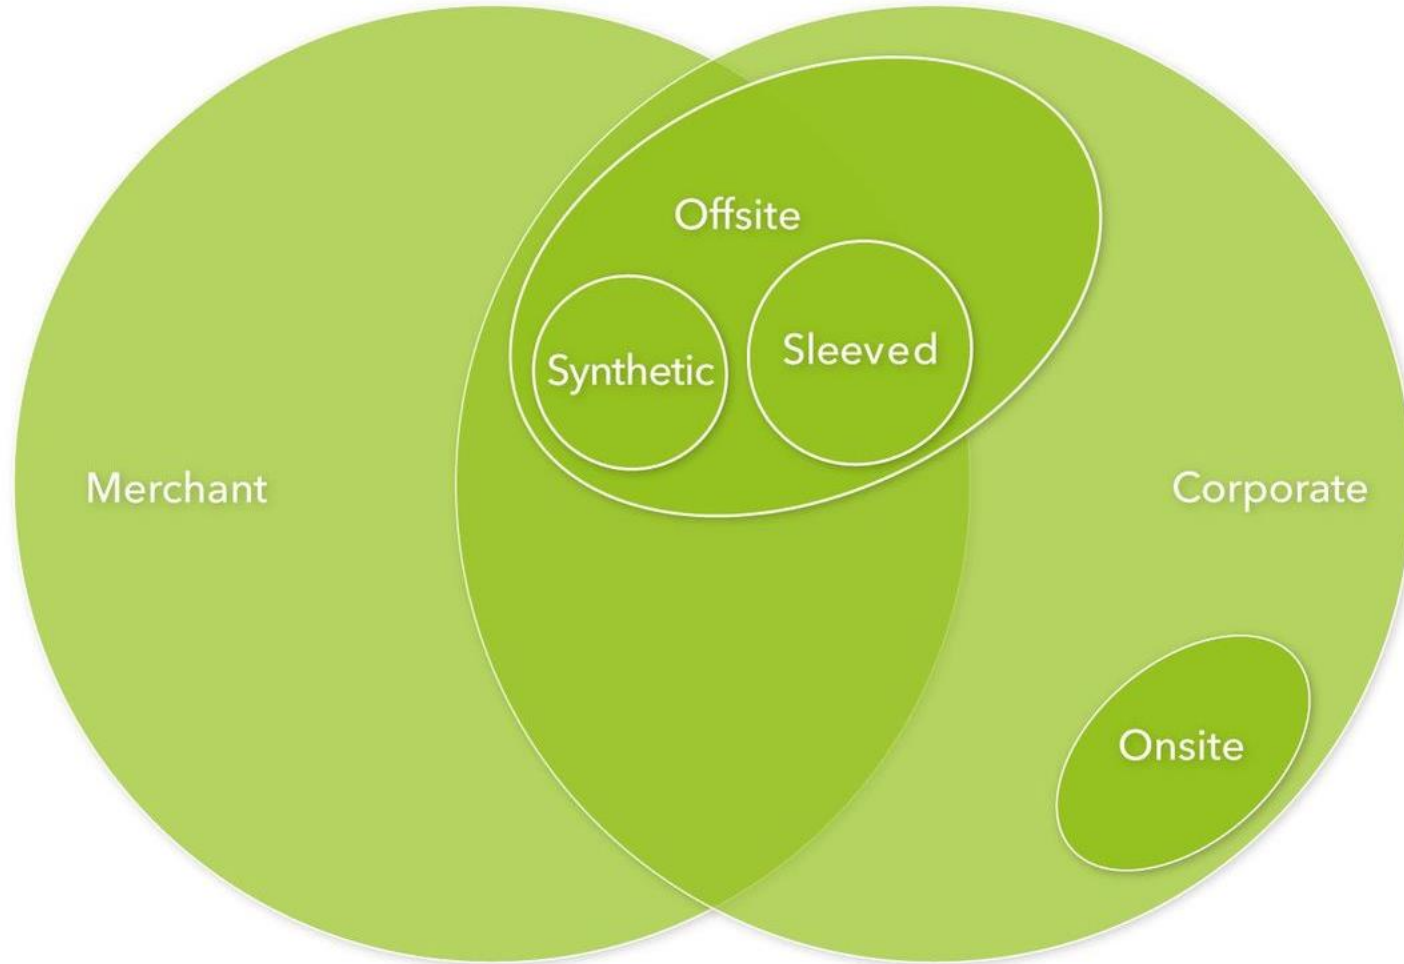 Offsite
Synthetic
Sleeved
Merchant
Corporate
Onsite